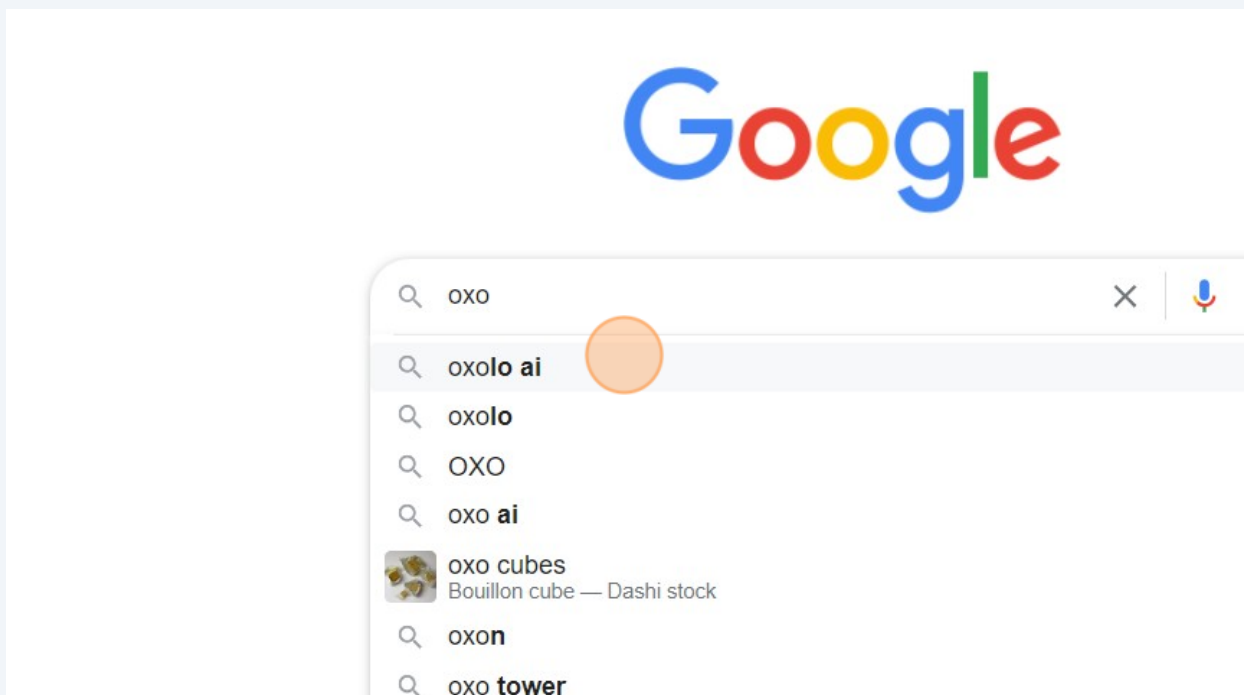 Google
oxo
oxolo ai
oxolo
OXO
oxo ai
oxo cubes
Bouillon cube — Dashi stock
oxon
oxo tower